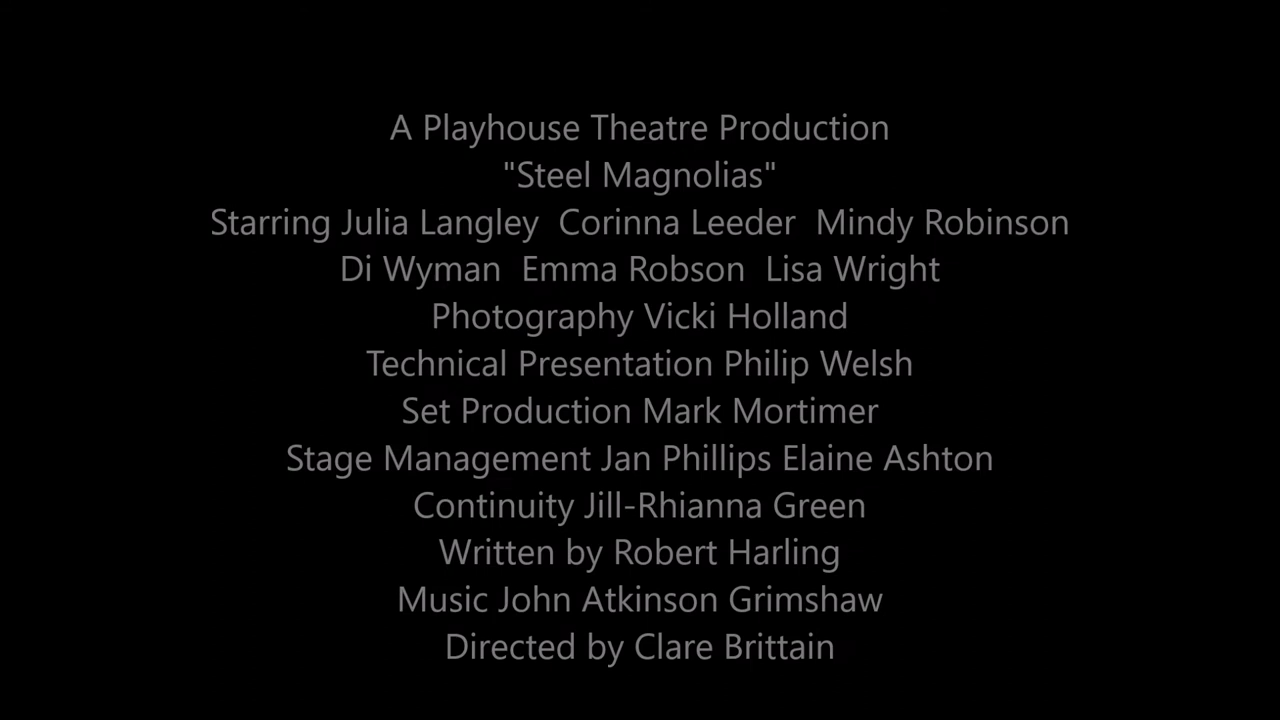 A Playhouse Theatre Production
"Steel Magnolias"
Starring Julia Langley  Corinna Leeder  Mindy Robinson
Di Wyman  Emma Robson  Lisa Wright
Photography Vicki Holland
Technical Presentation Philip Welsh
Set Production Mark Mortimer
Stage Management Jan Phillips Elaine Ashton
Continuity Jill-Rhianna Green
Written by Robert Harling
Music John Atkinson Grimshaw
Directed by Clare Brittain